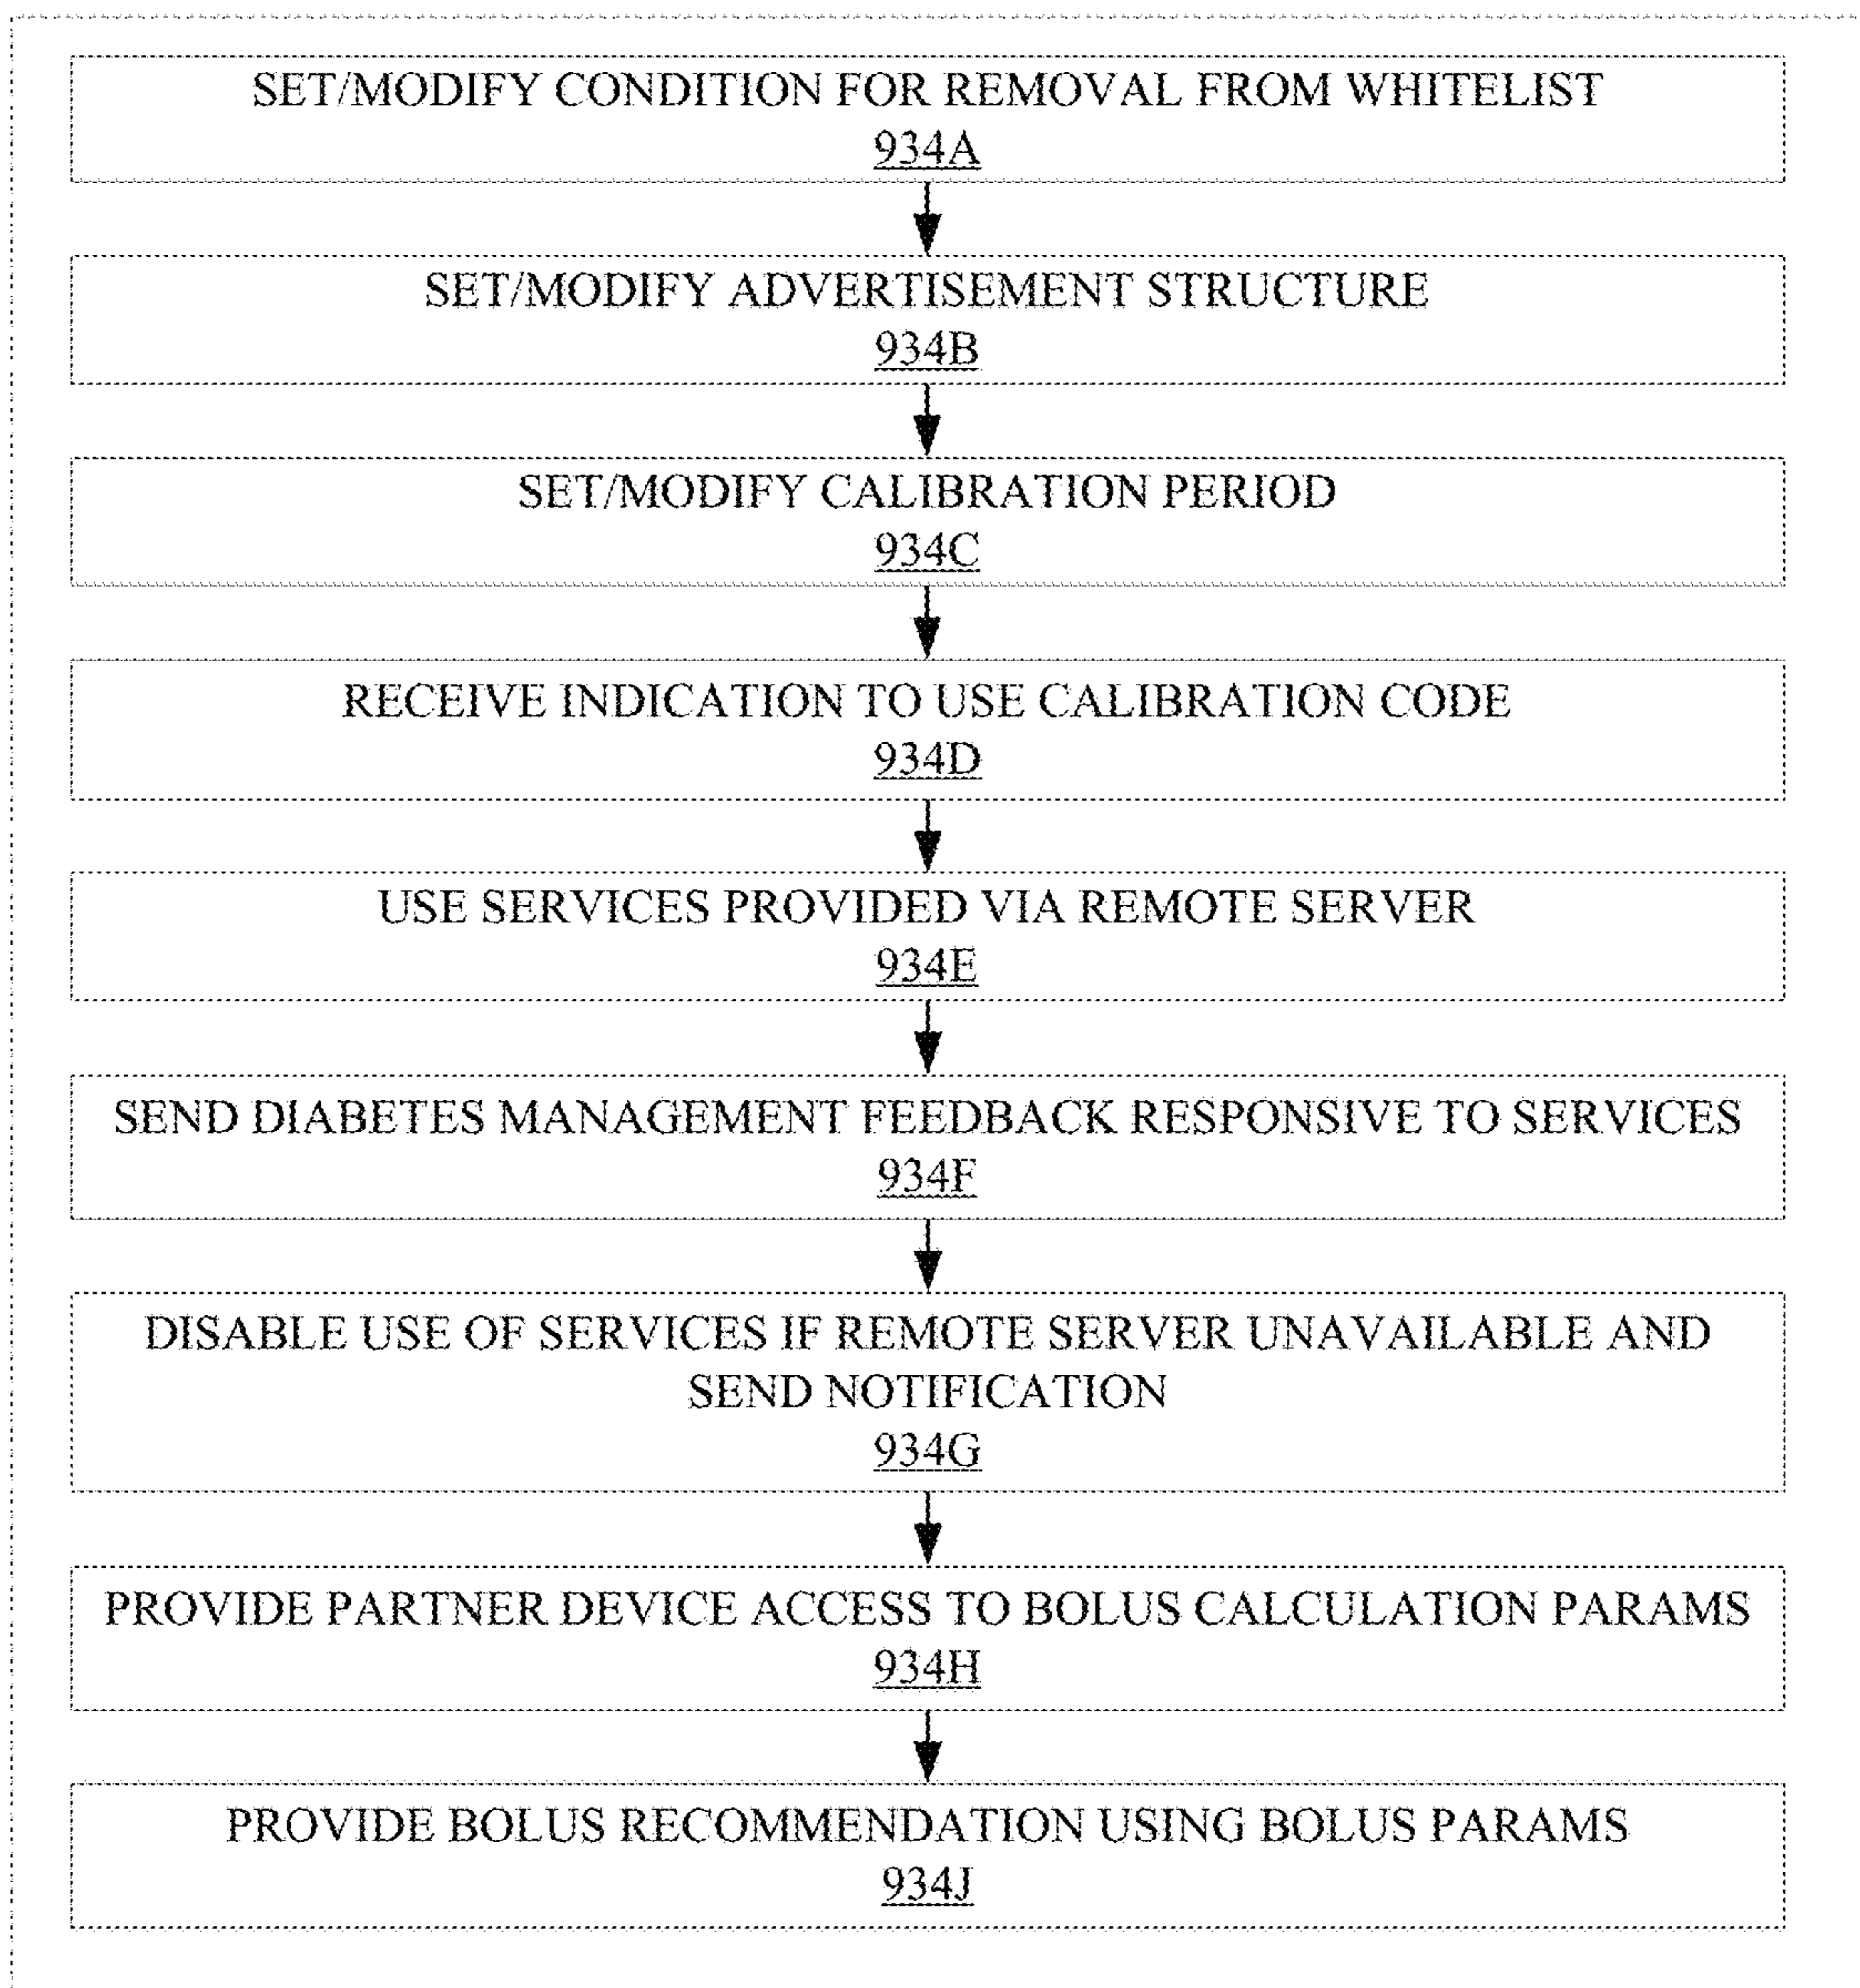 SET/MODIFY CONDITION FOR REMOVAL FROM WHITELIST
934A
SET/MODIFY ADVERTISEMENT STRUCTURE
934B
SET/MODIFY CALIBRATION PERIOD
934C
RECEIVE INDICATION TO USE CALIBRATION CODE
934D
USE SERVICES PROVIDED VIA REMOTE SERVER
934E
SEND DIABETES MANAGEMENT FEEDBACK RESPONSIVE TO SERVICES
934F
DISABLE USE OF SERVICES IF REMOTE SERVER UNAVAILABLE AND
SEND NOTIFICATION
934G
PROVIDE PARTNER DEVICE ACCESS TO BOLUS CALCULATION PARAMS
934H
PROVIDE BOLUS RECOMMENDATION USING BOLUS PARAMS
934J